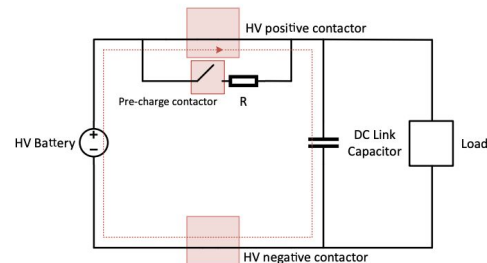 HV positive contactor
Pre-charge contactor
R
HV Battery
DC Link
Capacitor
Load
HV negative contactor